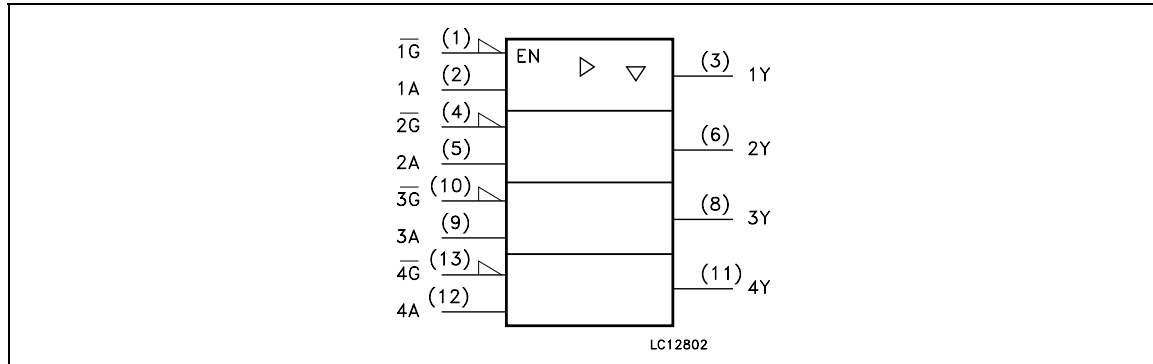 1G̅ (1) EN
(3) 1Y
1A (2)
2G̅ (4)
(6) 2Y
2A (5)
3G̅ (10)
(8) 3Y
3A (9)
4G̅ (13)
(11) 4Y
4A (12)
LC12802